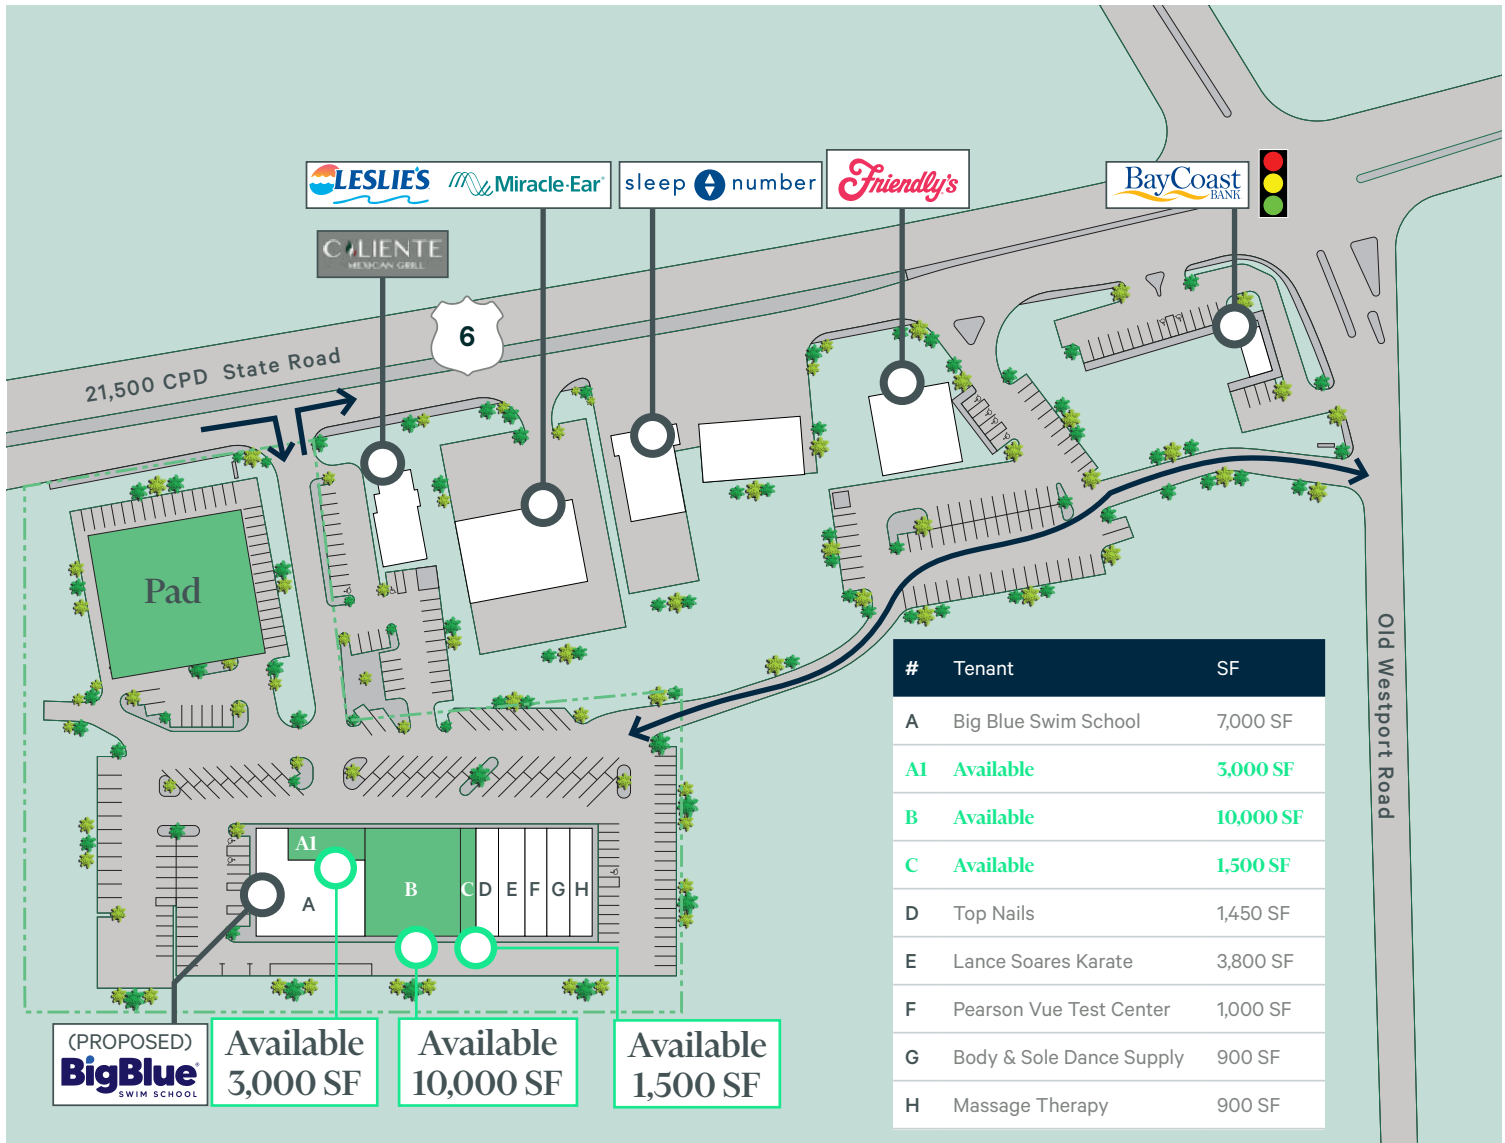 LESLIE'S Miracle-Ear®
sleep number
Friendly's
BayCoast
BANK
CALIENTE
MEXICAN GRILL
6
21,500 CPD State Road
Pad
Old Westport Road
A1
A
B
C
D
E
F
G
H
(PROPOSED)
BigBlue®
SWIM SCHOOL
Available
3,000 SF
Available
10,000 SF
Available
1,500 SF
# Tenant SF
A Big Blue Swim School 7,000 SF
A1 Available 3,000 SF
B Available 10,000 SF
C Available 1,500 SF
D Top Nails 1,450 SF
E Lance Soares Karate 3,800 SF
F Pearson Vue Test Center 1,000 SF
G Body & Sole Dance Supply 900 SF
H Massage Therapy 900 SF